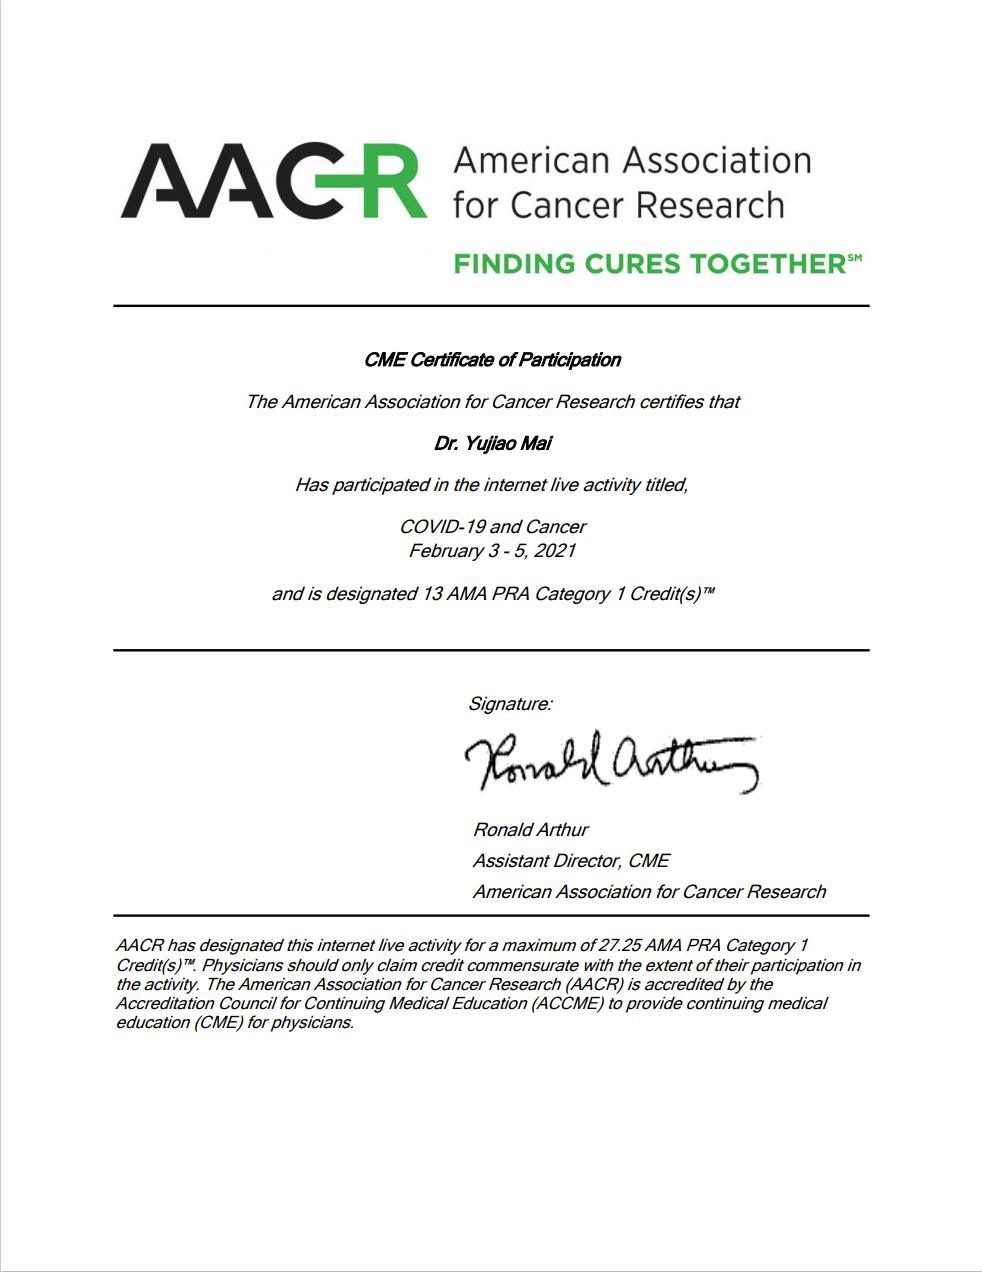 AACR American Association
for Cancer Research
FINDING CURES TOGETHER℠
CME Certificate of Participation
The American Association for Cancer Research certifies that
Dr. Yujiao Mai
Has participated in the internet live activity titled,
COVID-19 and Cancer
February 3 - 5, 2021
and is designated 13 AMA PRA Category 1 Credit(s)™
Signature:
Ronald Arthur
Ronald Arthur
Assistant Director, CME
American Association for Cancer Research
AACR has designated this internet live activity for a maximum of 27.25 AMA PRA Category 1
Credit(s)™. Physicians should only claim credit commensurate with the extent of their participation in
the activity. The American Association for Cancer Research (AACR) is accredited by the
Accreditation Council for Continuing Medical Education (ACCME) to provide continuing medical
education (CME) for physicians.